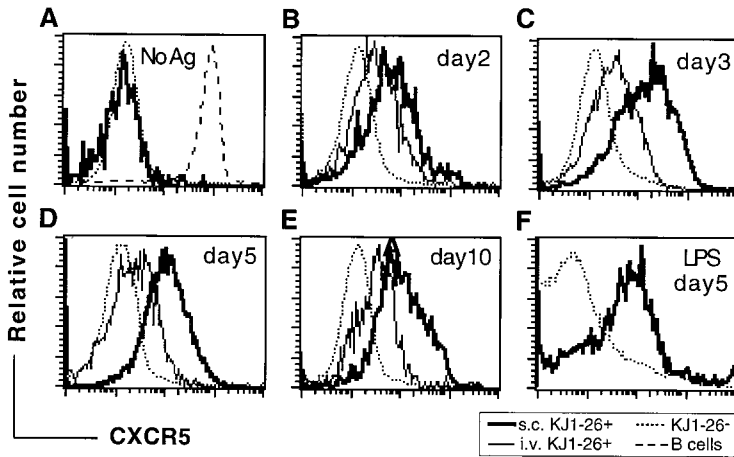 A
NoAg
B
day2
C
day3
D
day5
E
day10
F
LPS
day5
Relative cell number
CXCR5
s.c. KJ1-26+
KJ1-26-
i.v. KJ1-26+
B cells